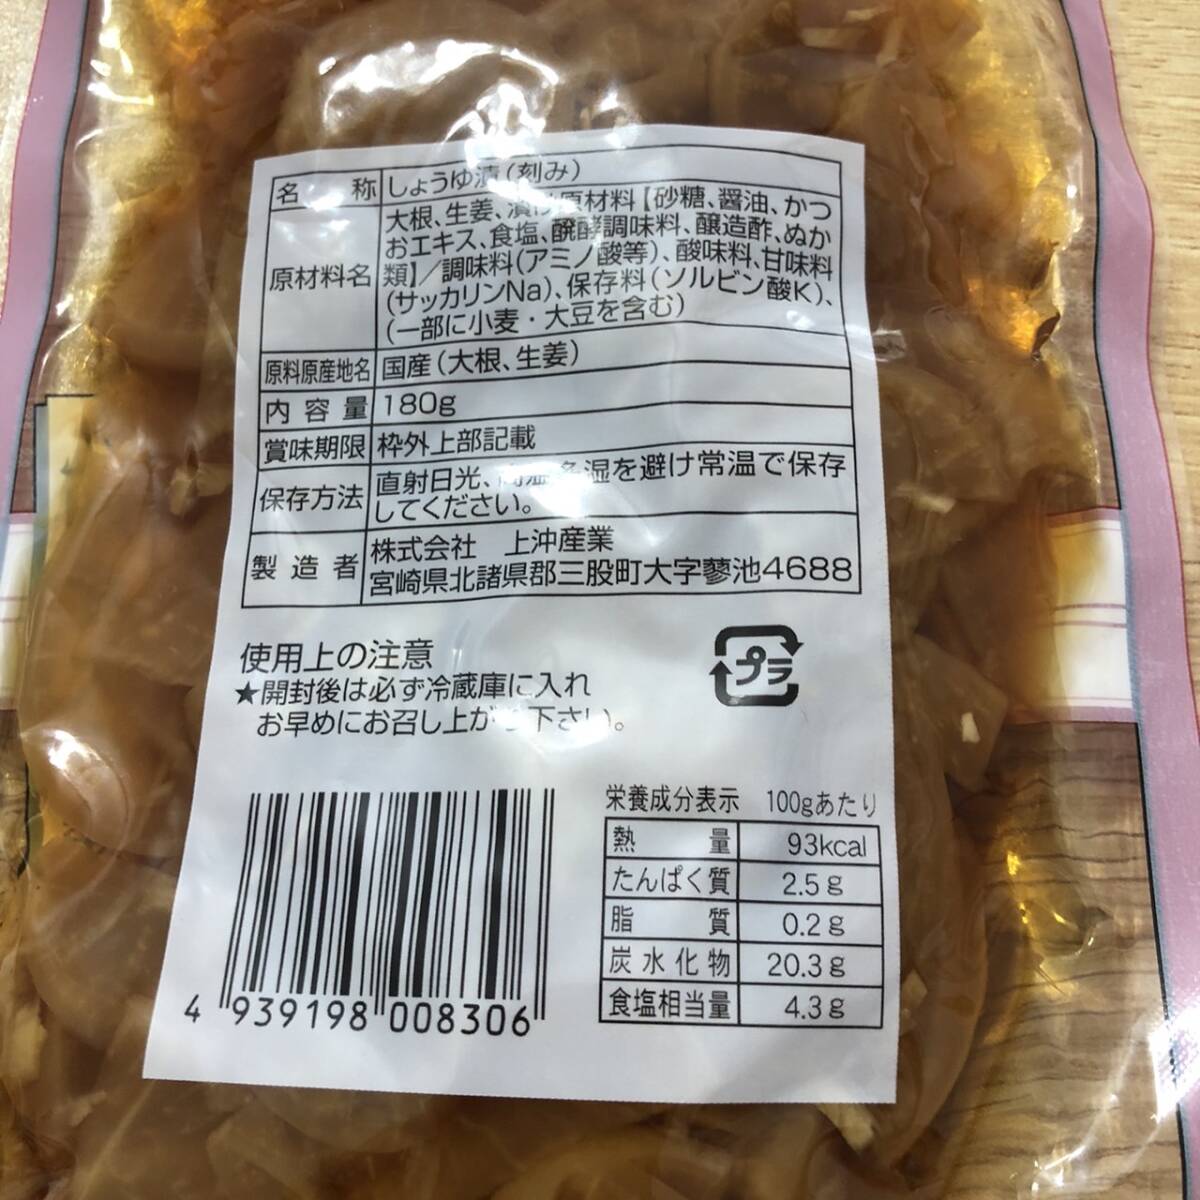 名称 しょうゆ漬(刻み)
原材料名 大根、生姜、漬け原材料【砂糖、醤油、かつ
おエキス、食塩、醗酵調味料、醸造酢、ぬか
類】/調味料(アミノ酸等)、酸味料、甘味料
(サッカリンNa)、保存料(ソルビン酸K)、
(一部に小麦・大豆を含む)
原料原産地名 国産(大根、生姜)
内容量 180g
賞味期限 枠外上部記載
保存方法 直射日光、高温多湿を避け常温で保存
してください。
製造者 株式会社 上沖産業
宮崎県北諸県郡三股町大字蓼池4688
使用上の注意
★開封後は必ず冷蔵庫に入れ
お早めにお召し上がり下さい。
プラ
栄養成分表示 100gあたり
熱量 93kcal
たんぱく質 2.5g
脂質 0.2g
炭水化物 20.3g
食塩相当量 4.3g
4 939198 008306